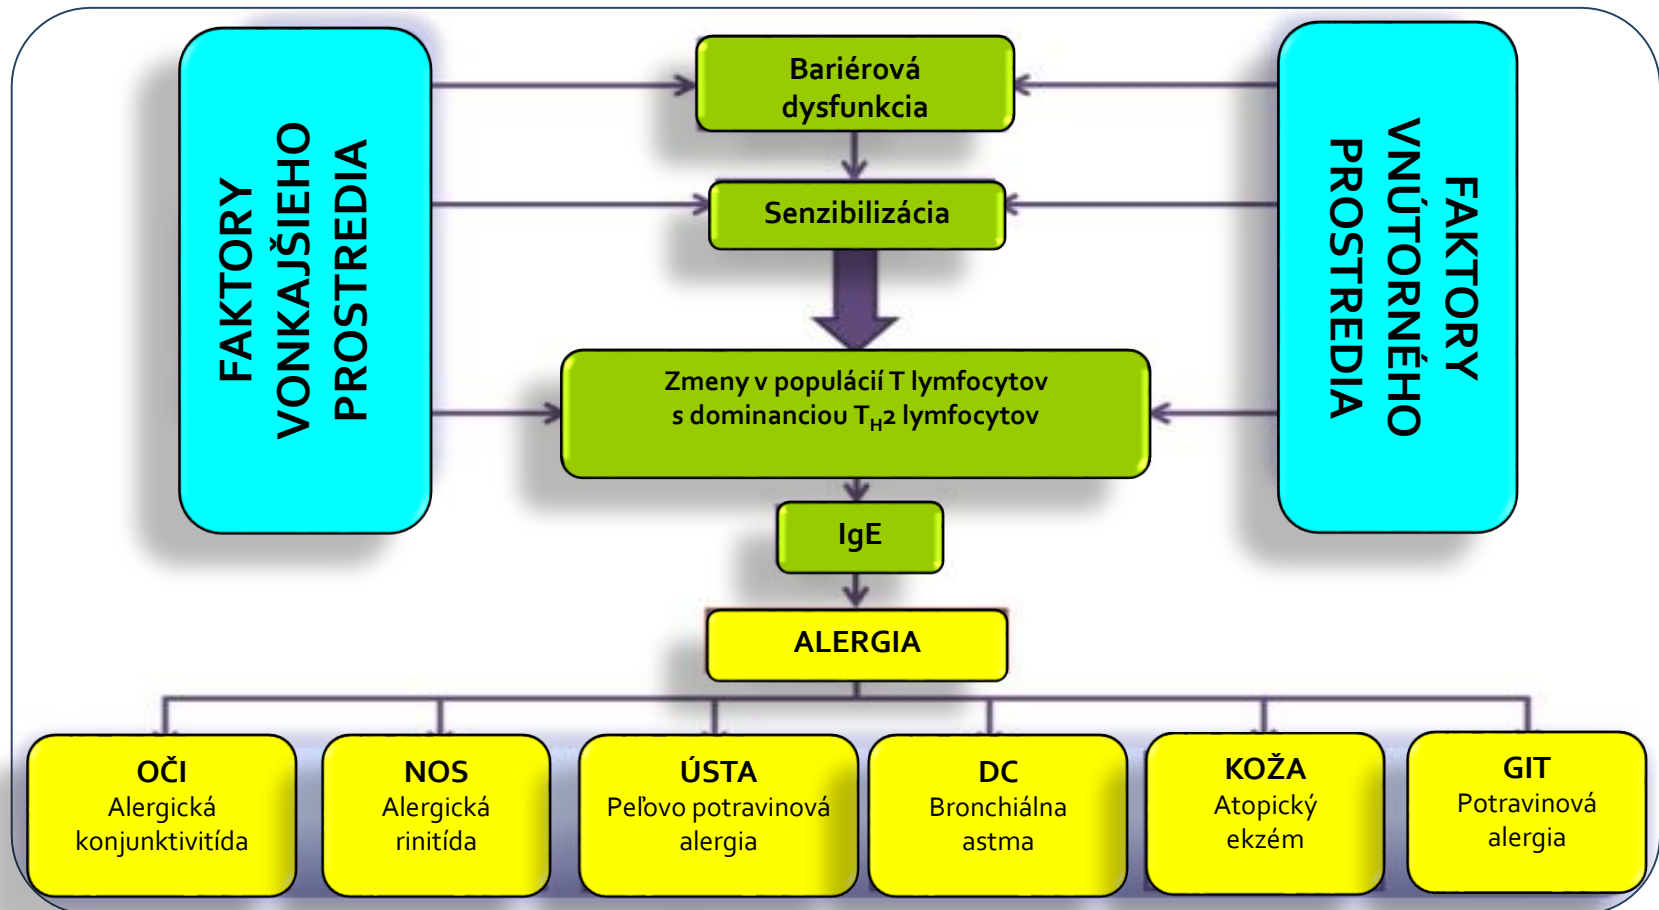 FAKTORY
VONKAJŠIEHO
PROSTREDIA
Bariérová
dysfunkcia
Senzibilizácia
Zmeny v populácií T lymfocytov
s dominanciou T_H2 lymfocytov
IgE
ALERGIA
FAKTORY
VNÚTORNÉHO
PROSTREDIA
OČI
Alergická
konjunktivitída
NOS
Alergická
rinitída
ÚSTA
Peľovo potravinová
alergia
DC
Bronchiálna
astma
KOŽA
Atopický
ekzém
GIT
Potravinová
alergia